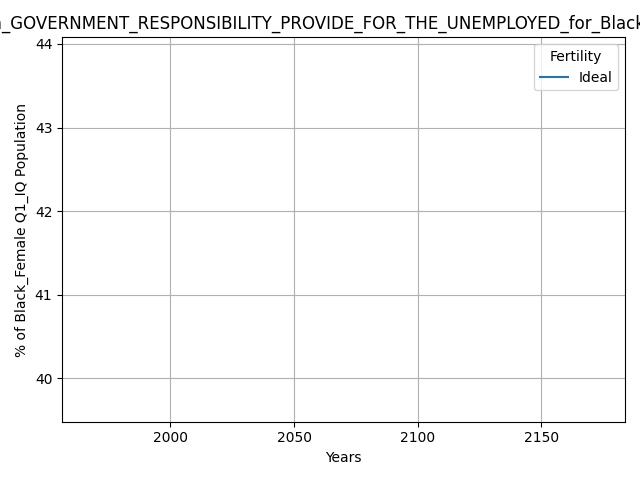 _GOVERNMENT_RESPONSIBILITY_PROVIDE_FOR_THE_UNEMPLOYED_for_Black
Fertility
Ideal
44
43
42
41
40
% of Black_Female Q1_IQ Population
2000 2050 2100 2150
Years